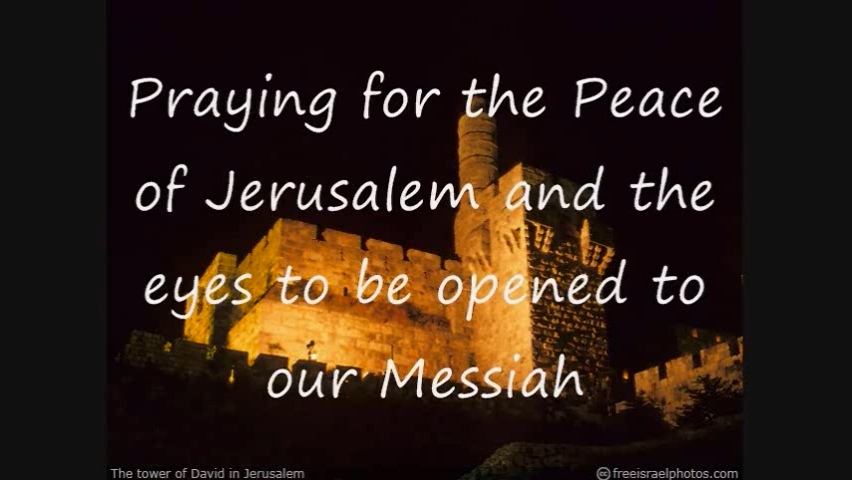 Praying for the Peace
of Jerusalem and the
eyes to be opened to
our Messiah
The tower of David in Jerusalem
cc freeisraelphotos.com